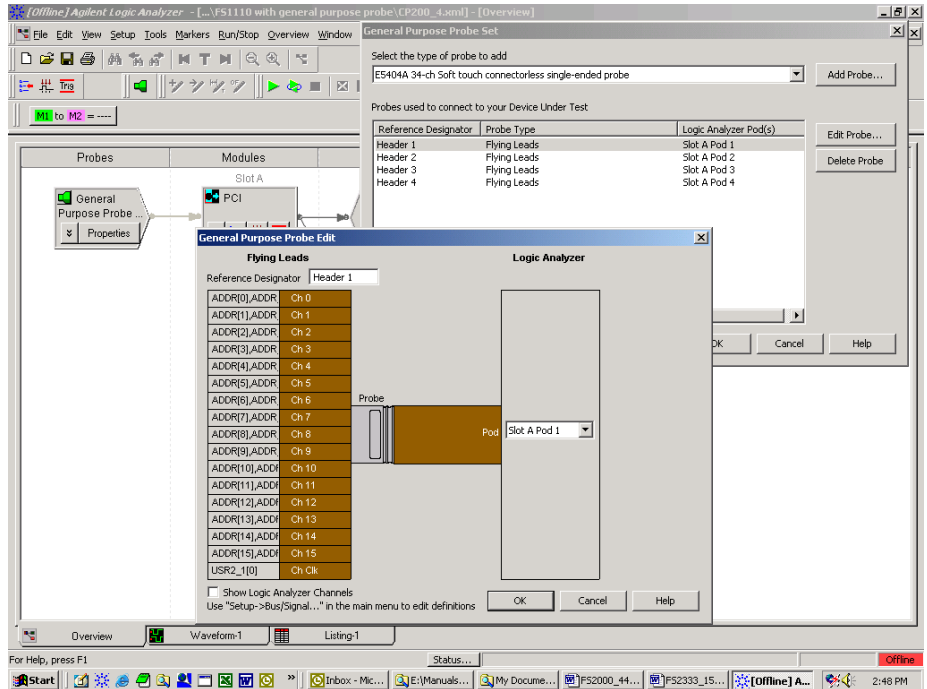 [Offline] Agilent Logic Analyzer - [...\FS1110 with general purpose probe\CP200_4.xml] - [Overview]
File Edit View Setup Tools Markers Run/Stop Overview Window
M1 to M2 = ----
General Purpose Probe Set
Select the type of probe to add
E5404A 34-ch Soft touch connectorless single-ended probe
Add Probe...
Probes used to connect to your Device Under Test
Reference Designator Probe Type Logic Analyzer Pod(s)
Header 1 Flying Leads Slot A Pod 1
Header 2 Flying Leads Slot A Pod 2
Header 3 Flying Leads Slot A Pod 3
Header 4 Flying Leads Slot A Pod 4
Edit Probe...
Delete Probe
OK Cancel Help
Probes Modules
Slot A
General Purpose Probe ...
Properties
PCI
General Purpose Probe Edit
Flying Leads Logic Analyzer
Reference Designator Header 1
ADDR[0],ADDR Ch 0
ADDR[1],ADDR Ch 1
ADDR[2],ADDR Ch 2
ADDR[3],ADDR Ch 3
ADDR[4],ADDR Ch 4
ADDR[5],ADDR Ch 5
ADDR[6],ADDR Ch 6
ADDR[7],ADDR Ch 7
ADDR[8],ADDR Ch 8
ADDR[9],ADDR Ch 9
ADDR[10],ADDR Ch 10
ADDR[11],ADDR Ch 11
ADDR[12],ADDR Ch 12
ADDR[13],ADDR Ch 13
ADDR[14],ADDR Ch 14
ADDR[15],ADDR Ch 15
USR2_1[0] Ch Clk
Probe
Pod Slot A Pod 1
Show Logic Analyzer Channels
Use "Setup->Bus/Signal..." in the main menu to edit definitions
OK Cancel Help
Overview Waveform-1 Listing-1
For Help, press F1 Status... Offline
Start Inbox - Mic... E:\Manuals... My Docume... FS2000_44... FS2333_15... [Offline] A... 2:48 PM